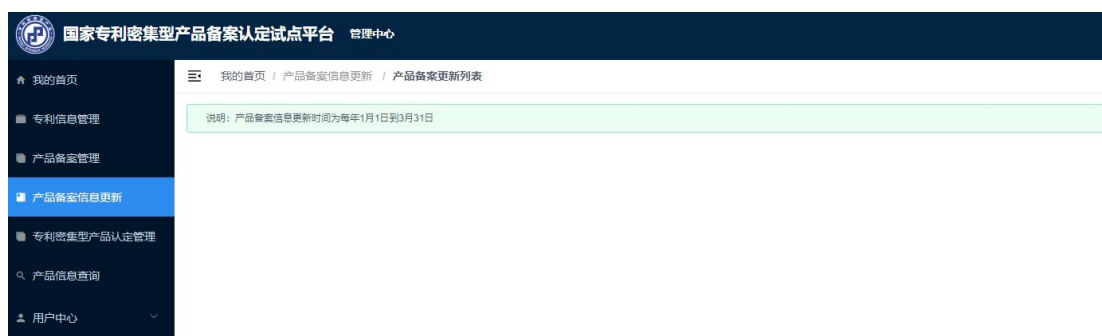 国家专利密集型产品备案认定试点平台 管理中心
我的首页
我的首页 / 产品备案信息更新 / 产品备案更新列表
专利信息管理
说明：产品备案信息更新时间为每年1月1日到3月31日
产品备案管理
产品备案信息更新
专利密集型产品认定管理
产品信息查询
用户中心